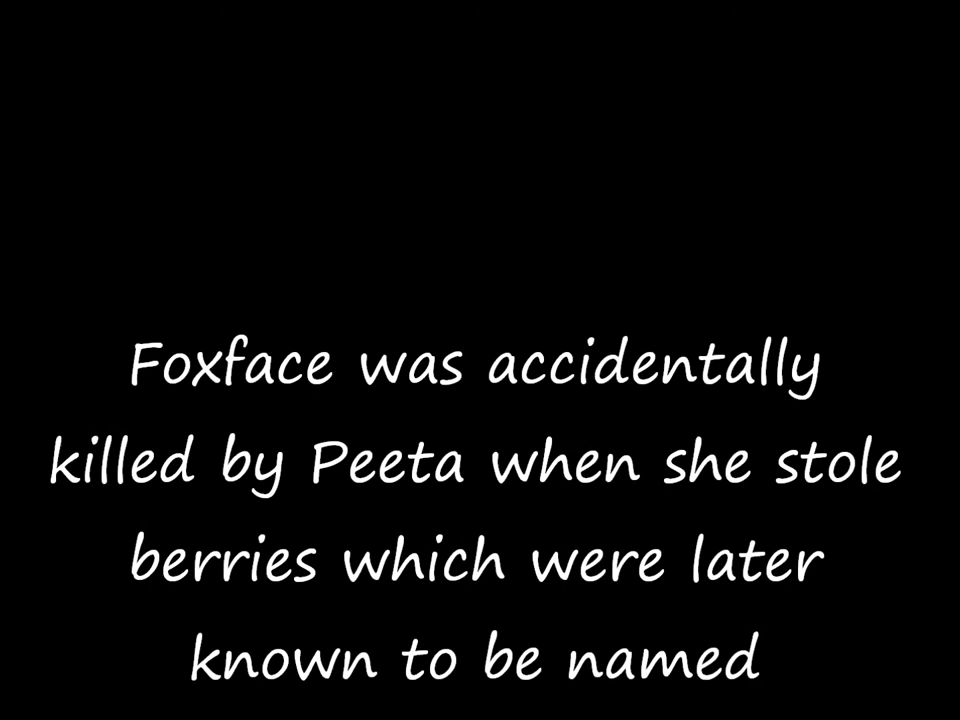 Foxface was accidentally
killed by Peeta when she stole
berries which were later
known to be named